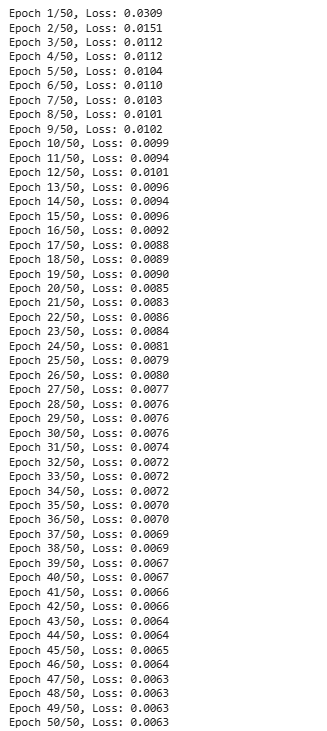 Epoch 1/50, Loss: 0.0309
Epoch 2/50, Loss: 0.0151
Epoch 3/50, Loss: 0.0112
Epoch 4/50, Loss: 0.0112
Epoch 5/50, Loss: 0.0104
Epoch 6/50, Loss: 0.0110
Epoch 7/50, Loss: 0.0103
Epoch 8/50, Loss: 0.0101
Epoch 9/50, Loss: 0.0102
Epoch 10/50, Loss: 0.0099
Epoch 11/50, Loss: 0.0094
Epoch 12/50, Loss: 0.0101
Epoch 13/50, Loss: 0.0096
Epoch 14/50, Loss: 0.0094
Epoch 15/50, Loss: 0.0096
Epoch 16/50, Loss: 0.0092
Epoch 17/50, Loss: 0.0088
Epoch 18/50, Loss: 0.0089
Epoch 19/50, Loss: 0.0090
Epoch 20/50, Loss: 0.0085
Epoch 21/50, Loss: 0.0083
Epoch 22/50, Loss: 0.0086
Epoch 23/50, Loss: 0.0084
Epoch 24/50, Loss: 0.0081
Epoch 25/50, Loss: 0.0079
Epoch 26/50, Loss: 0.0080
Epoch 27/50, Loss: 0.0077
Epoch 28/50, Loss: 0.0076
Epoch 29/50, Loss: 0.0076
Epoch 30/50, Loss: 0.0076
Epoch 31/50, Loss: 0.0074
Epoch 32/50, Loss: 0.0072
Epoch 33/50, Loss: 0.0072
Epoch 34/50, Loss: 0.0072
Epoch 35/50, Loss: 0.0070
Epoch 36/50, Loss: 0.0070
Epoch 37/50, Loss: 0.0069
Epoch 38/50, Loss: 0.0069
Epoch 39/50, Loss: 0.0067
Epoch 40/50, Loss: 0.0067
Epoch 41/50, Loss: 0.0066
Epoch 42/50, Loss: 0.0066
Epoch 43/50, Loss: 0.0064
Epoch 44/50, Loss: 0.0064
Epoch 45/50, Loss: 0.0065
Epoch 46/50, Loss: 0.0064
Epoch 47/50, Loss: 0.0063
Epoch 48/50, Loss: 0.0063
Epoch 49/50, Loss: 0.0063
Epoch 50/50, Loss: 0.0063